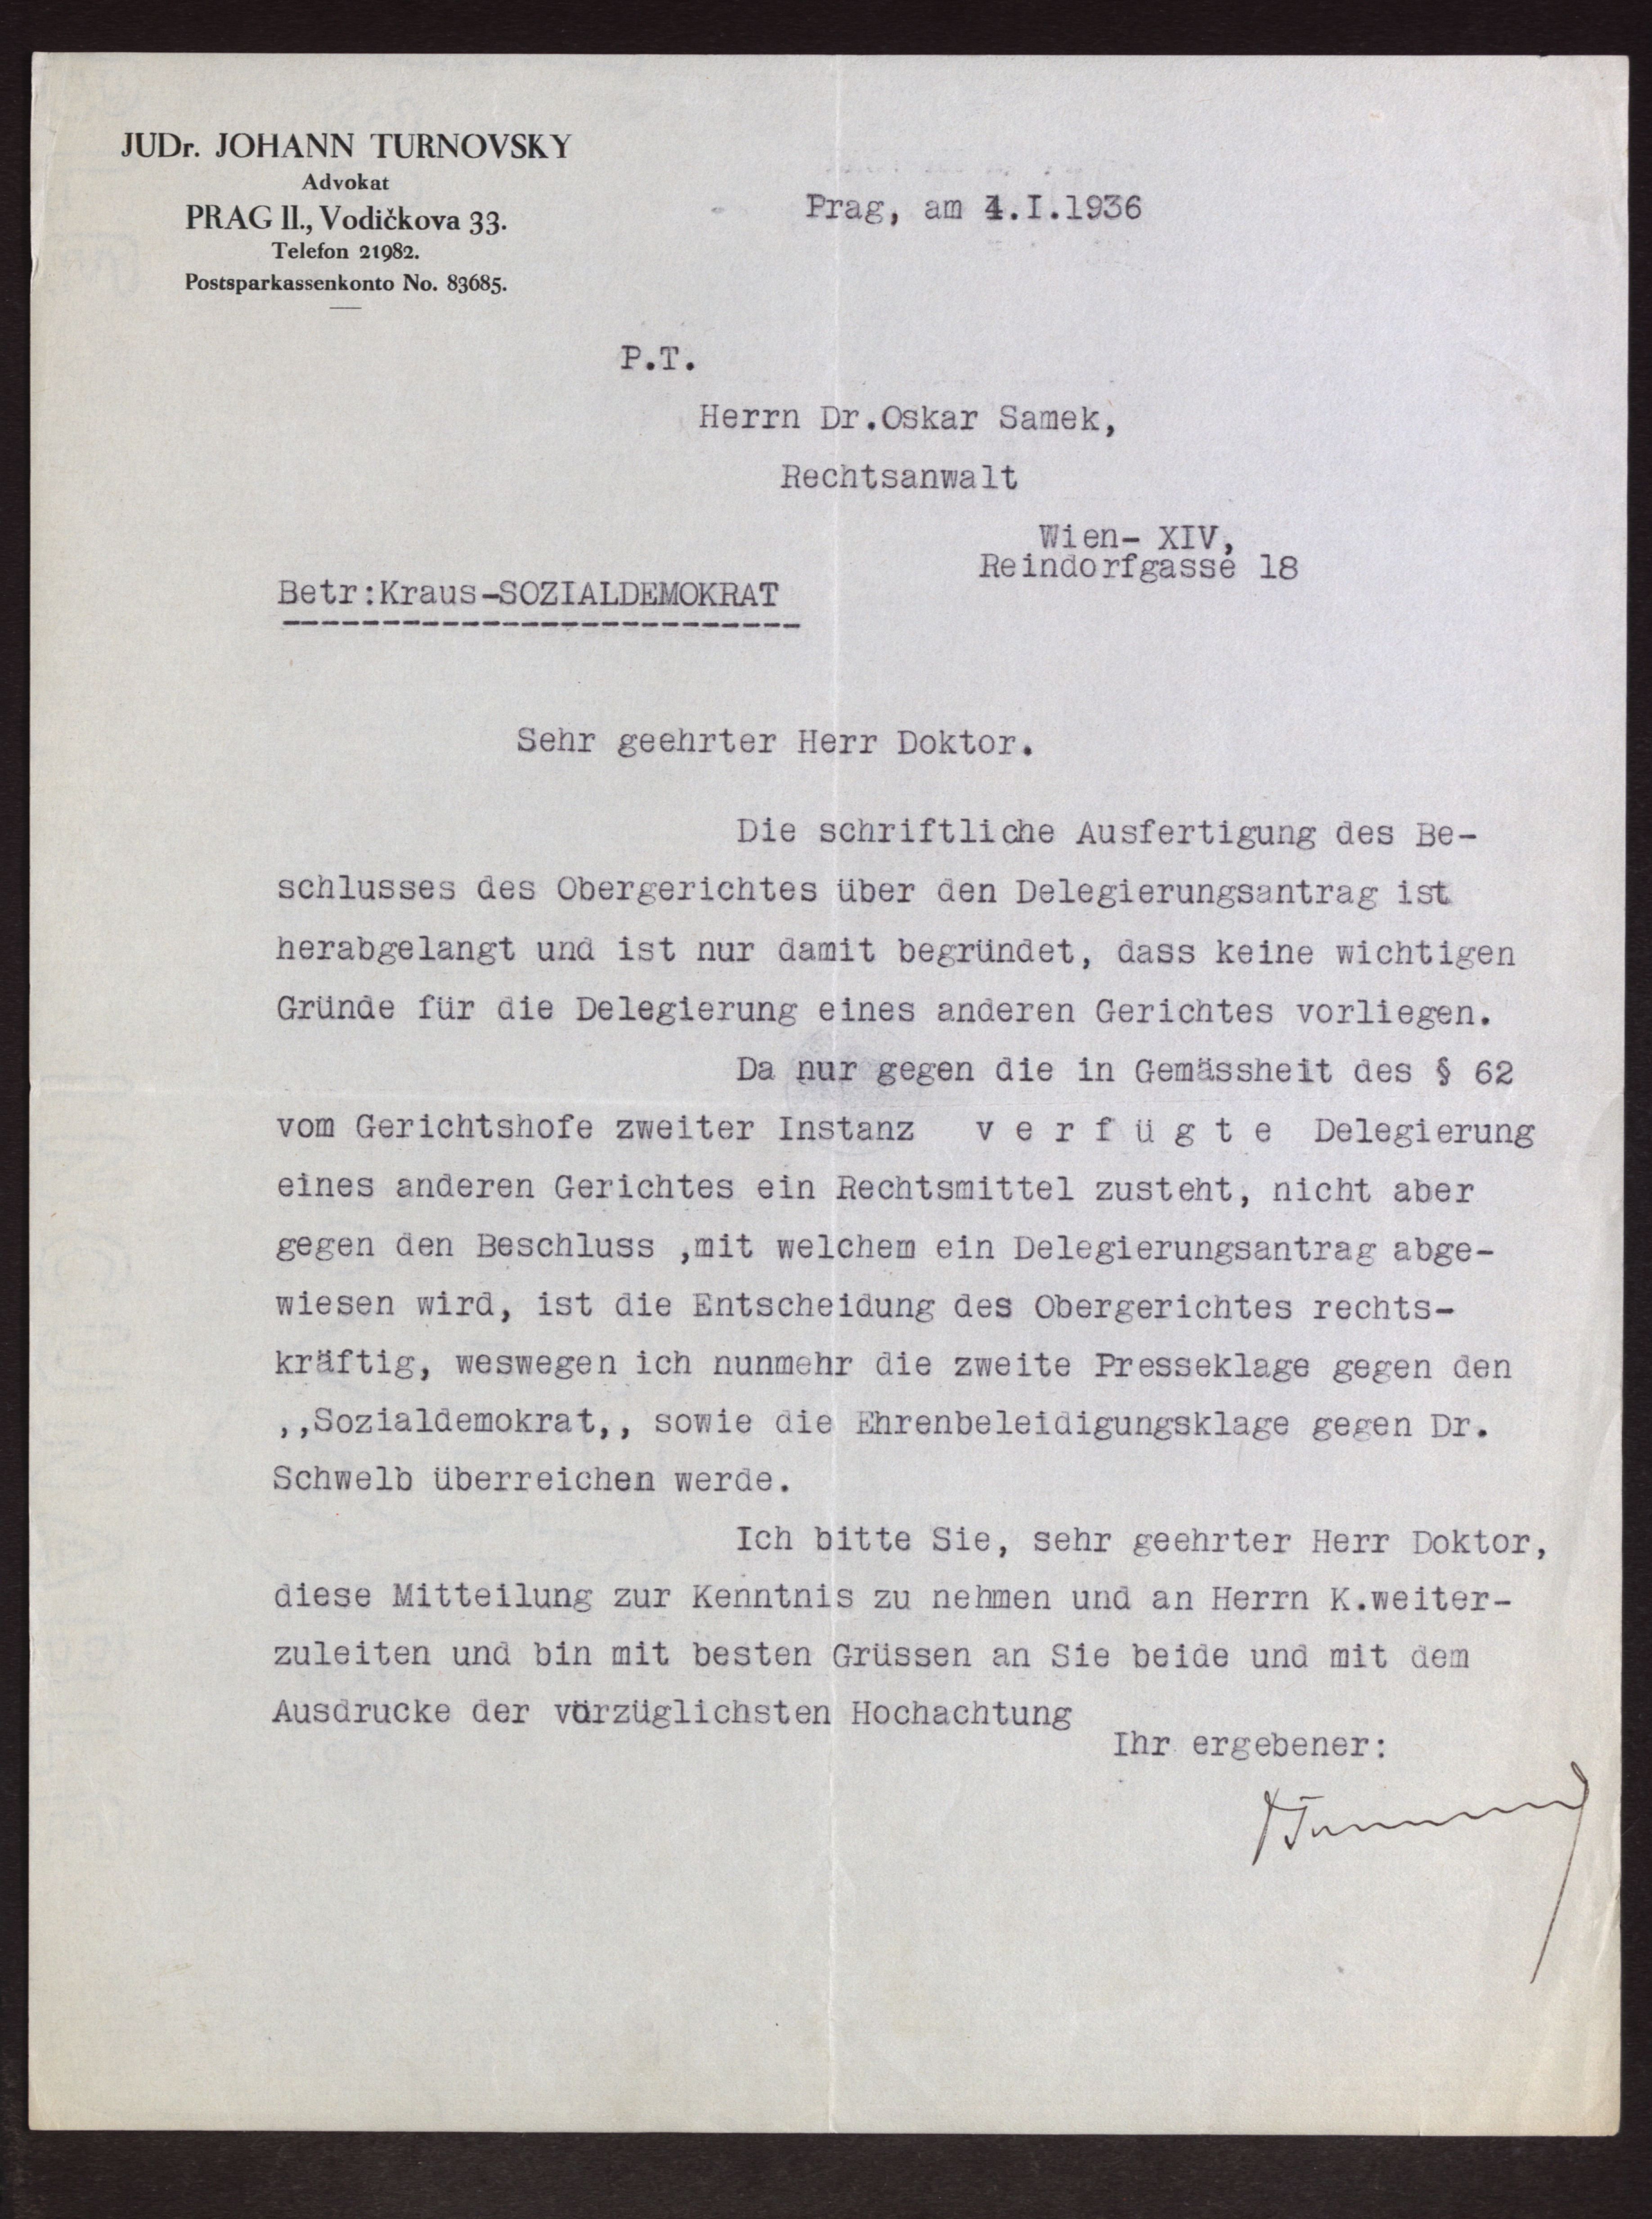 JUDr. JOHANN TURNOVSKY
Advokat
PRAG II., Vodičkova 33.
Telefon 21982.
Postsparkassenkonto No. 83685.
Prag, am 4.I.1936
P.T.
Herrn Dr.Oskar Samek,
Rechtsanwalt
Wien- XIV,
Reindorfgasse 18
Betr:Kraus-SOZIALDEMOKRAT
Sehr geehrter Herr Doktor.
Die schriftliche Ausfertigung des Be-
schlusses des Obergerichtes über den Delegierungsantrag ist
herabgelangt und ist nur damit begründet, dass keine wichtigen
Gründe für die Delegierung eines anderen Gerichtes vorliegen.
Da nur gegen die in Gemässheit des § 62
vom Gerichtshofe zweiter Instanz v e r f ü g t e Delegierung
eines anderen Gerichtes ein Rechtsmittel zusteht, nicht aber
gegen den Beschluss ,mit welchem ein Delegierungsantrag abge-
wiesen wird, ist die Entscheidung des Obergerichtes rechts-
kräftig, weswegen ich nunmehr die zweite Presseklage gegen den
,,Sozialdemokrat,, sowie die Ehrenbeleidigungsklage gegen Dr.
Schwelb überreichen werde.
Ich bitte Sie, sehr geehrter Herr Doktor,
diese Mitteilung zur Kenntnis zu nehmen und an Herrn K.weiter-
zuleiten und bin mit besten Grüssen an Sie beide und mit dem
Ausdrucke der vorzüglichsten Hochachtung
Ihr ergebener: